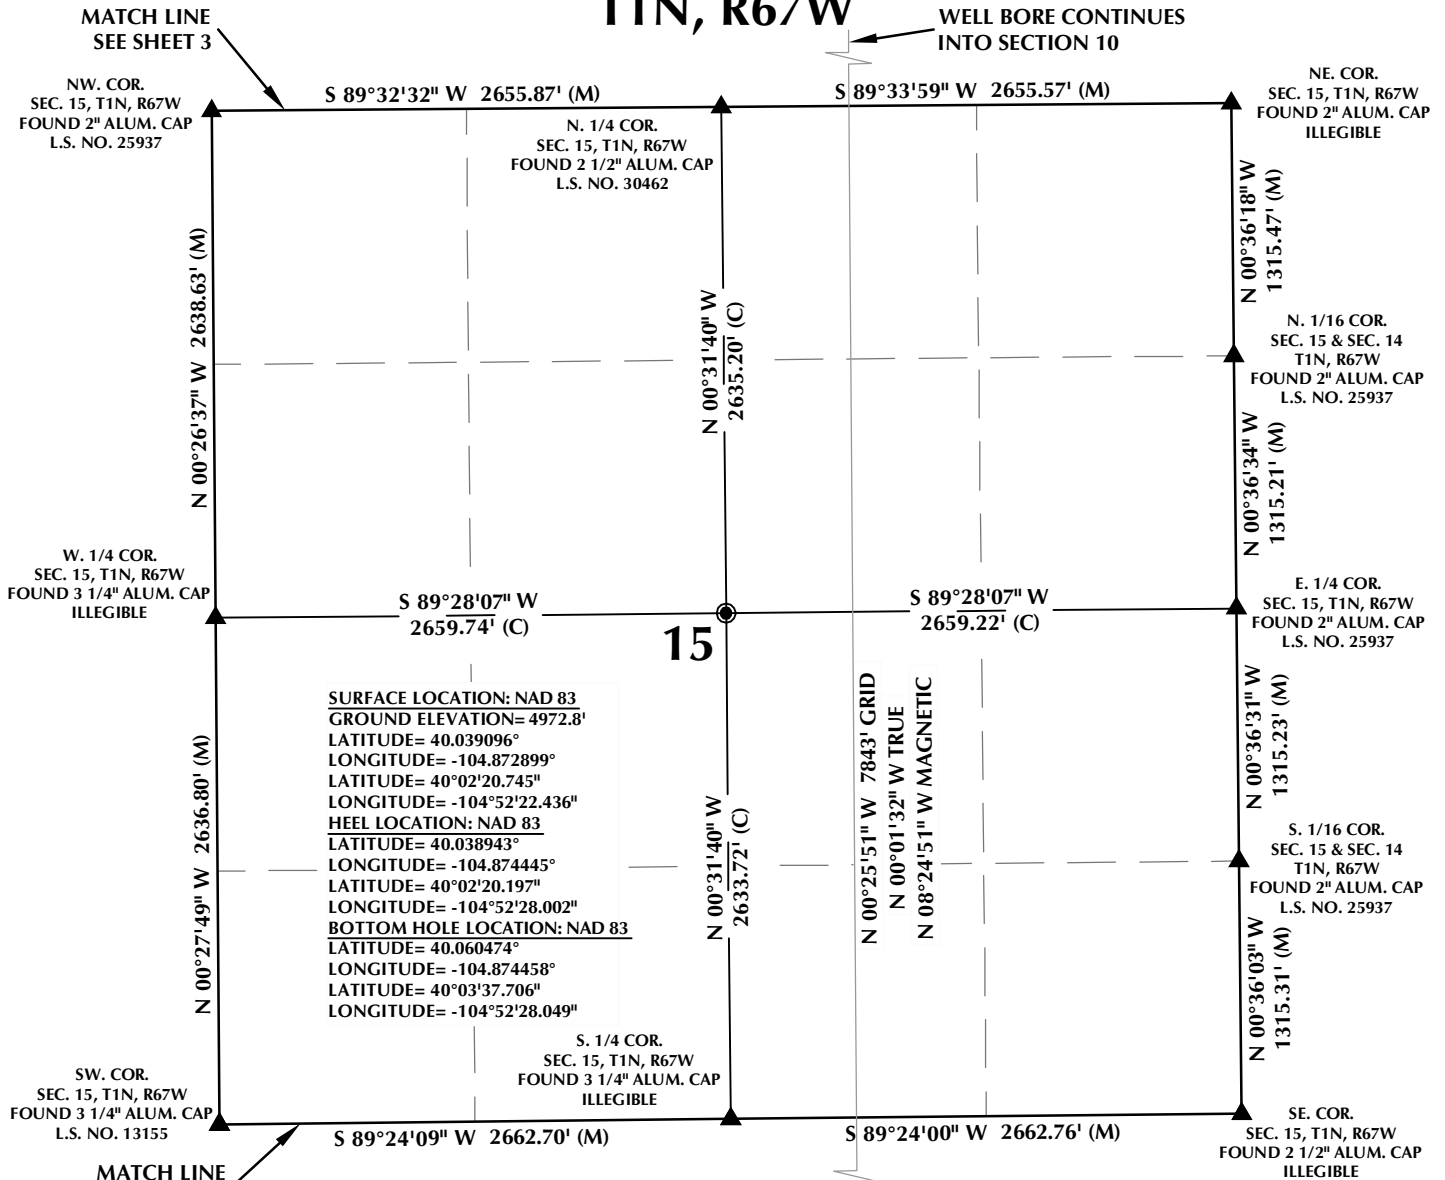 T1N, R67W
MATCH LINE
SEE SHEET 3
WELL BORE CONTINUES
INTO SECTION 10
NW. COR.
SEC. 15, T1N, R67W
FOUND 2" ALUM. CAP
L.S. NO. 25937
S 89°32'32" W 2655.87' (M)
N. 1/4 COR.
SEC. 15, T1N, R67W
FOUND 2 1/2" ALUM. CAP
L.S. NO. 30462
S 89°33'59" W 2655.57' (M)
NE. COR.
SEC. 15, T1N, R67W
FOUND 2" ALUM. CAP
ILLEGIBLE
N 00°36'18" W
1315.47' (M)
N 00°26'37" W 2638.63' (M)
N 00°31'40" W
2635.20' (C)
N. 1/16 COR.
SEC. 15 & SEC. 14
T1N, R67W
FOUND 2" ALUM. CAP
L.S. NO. 25937
N 00°36'34" W
1315.21' (M)
W. 1/4 COR.
SEC. 15, T1N, R67W
FOUND 3 1/4" ALUM. CAP
ILLEGIBLE
S 89°28'07" W
2659.74' (C)
15
S 89°28'07" W
2659.22' (C)
E. 1/4 COR.
SEC. 15, T1N, R67W
FOUND 2" ALUM. CAP
L.S. NO. 25937
SURFACE LOCATION: NAD 83
GROUND ELEVATION= 4972.8'
LATITUDE= 40.039096°
LONGITUDE= -104.872899°
LATITUDE= 40°02'20.745"
LONGITUDE= -104°52'22.436"
HEEL LOCATION: NAD 83
LATITUDE= 40.038943°
LONGITUDE= -104.874445°
LATITUDE= 40°02'20.197"
LONGITUDE= -104°52'28.002"
BOTTOM HOLE LOCATION: NAD 83
LATITUDE= 40.060474°
LONGITUDE= -104.874458°
LATITUDE= 40°03'37.706"
LONGITUDE= -104°52'28.049"
N 00°27'49" W 2636.80' (M)
N 00°31'40" W
2633.72' (C)
N 00°25'51" W 7843' GRID
N 00°01'32" W TRUE
N 08°24'51" W MAGNETIC
N 00°36'31" W
1315.23' (M)
S. 1/16 COR.
SEC. 15 & SEC. 14
T1N, R67W
FOUND 2" ALUM. CAP
L.S. NO. 25937
N 00°36'03" W
1315.31' (M)
SW. COR.
SEC. 15, T1N, R67W
FOUND 3 1/4" ALUM. CAP
L.S. NO. 13155
S. 1/4 COR.
SEC. 15, T1N, R67W
FOUND 3 1/4" ALUM. CAP
ILLEGIBLE
S 89°24'09" W 2662.70' (M)
S 89°24'00" W 2662.76' (M)
SE. COR.
SEC. 15, T1N, R67W
FOUND 2 1/2" ALUM. CAP
ILLEGIBLE
MATCH LINE